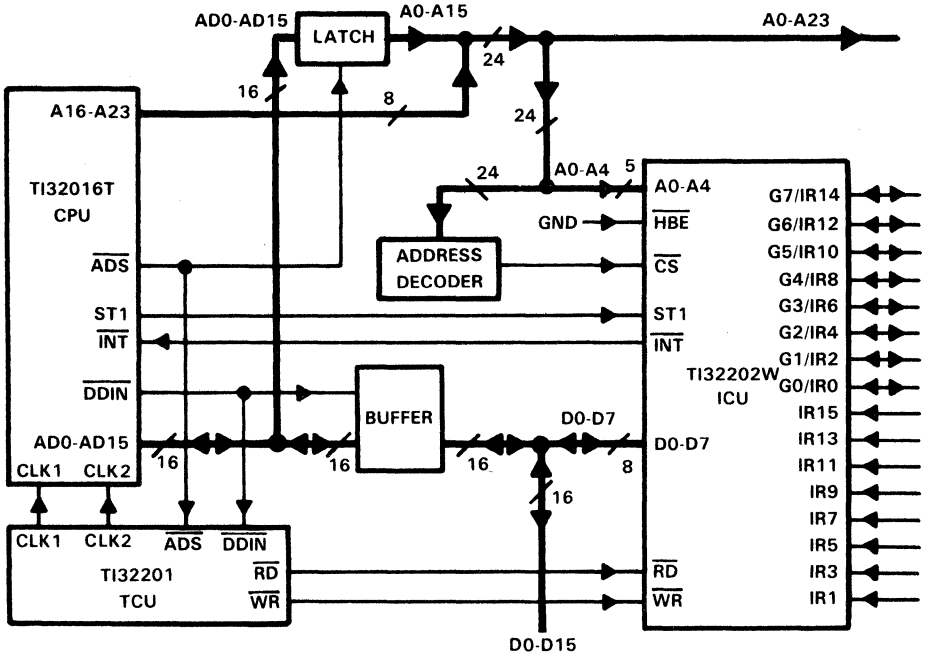 AD0-AD15
LATCH
A0-A15
A0-A23
24
16
8
24
A16-A23
TI32016T
CPU
ADS
ST1
INT
DDIN
AD0-AD15
CLK1
CLK2
24
A0-A4
5
GND
ADDRESS
DECODER
BUFFER
16
16
16
D0-D7
8
16
D0-D15
A0-A4
HBE
CS
ST1
INT
TI32202W
ICU
D0-D7
RD
WR
G7/IR14
G6/IR12
G5/IR10
G4/IR8
G3/IR6
G2/IR4
G1/IR2
G0/IR0
IR15
IR13
IR11
IR9
IR7
IR5
IR3
IR1
CLK1
CLK2
ADS
DDIN
TI32201
TCU
RD
WR